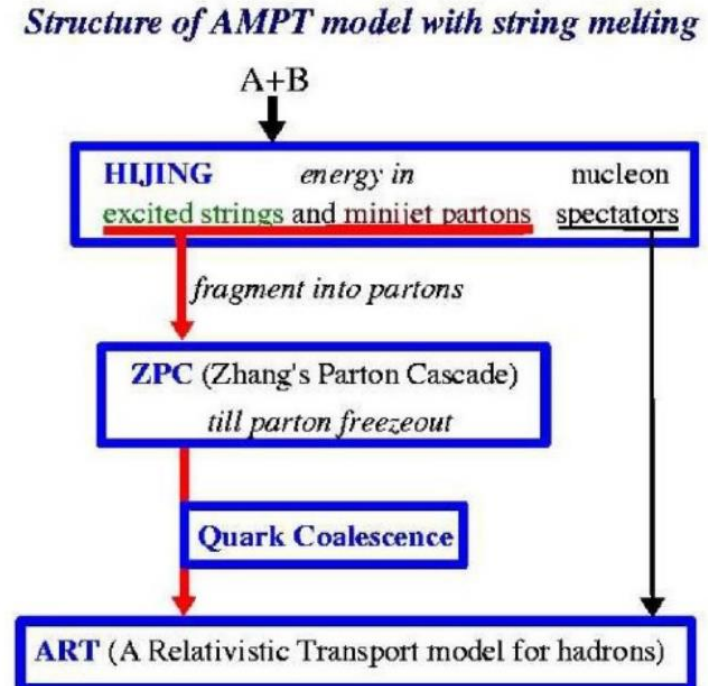 Structure of AMPT model with string melting
A+B
HIJING energy in nucleon
excited strings and minijet partons spectators
fragment into partons
ZPC (Zhang's Parton Cascade)
till parton freezeout
Quark Coalescence
ART (A Relativistic Transport model for hadrons)